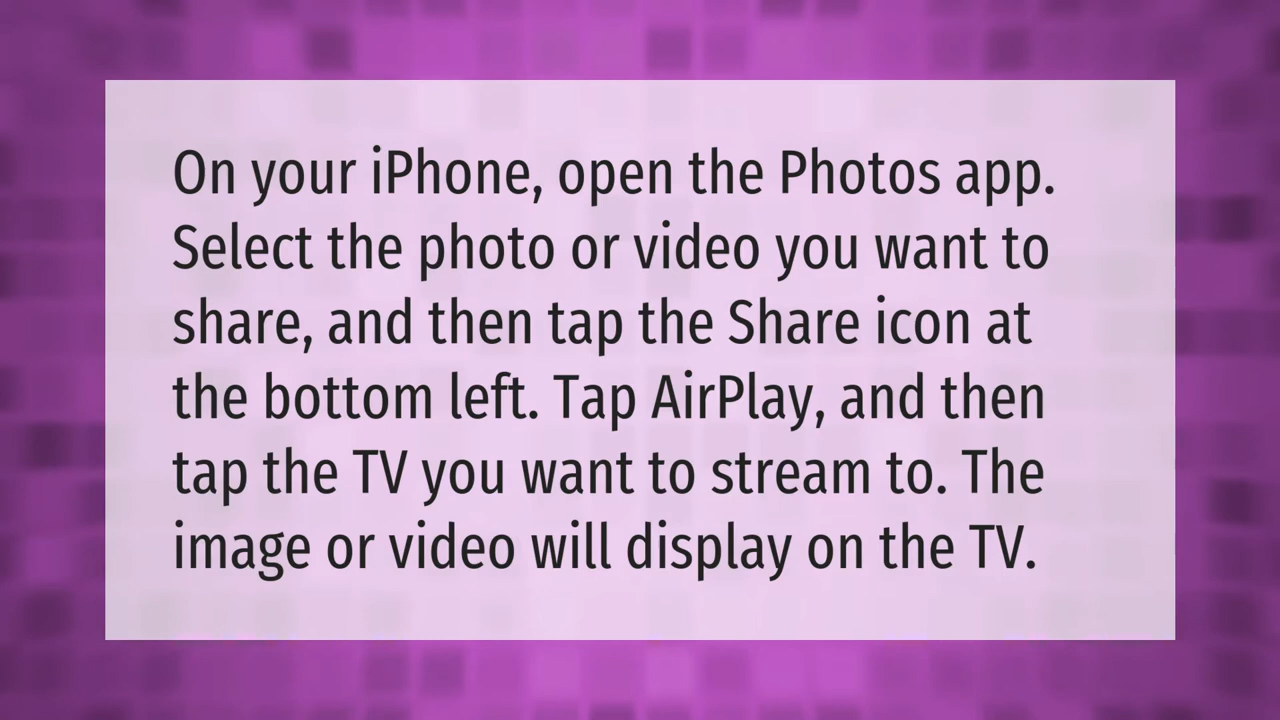 On your iPhone, open the Photos app.
Select the photo or video you want to
share, and then tap the Share icon at
the bottom left. Tap AirPlay, and then
tap the TV you want to stream to. The
image or video will display on the TV.